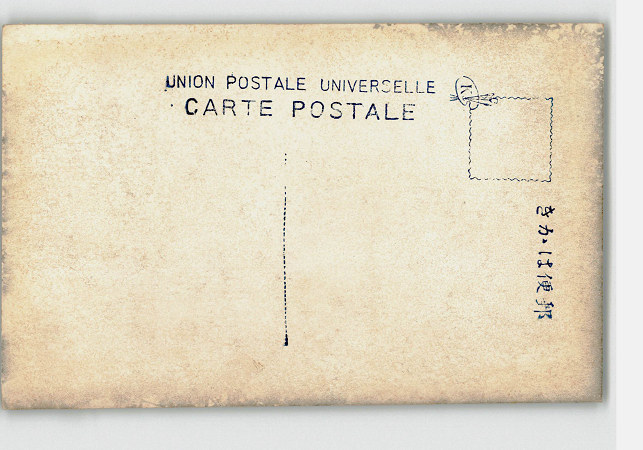 UNION POSTALE UNIVERSELLE
CARTE POSTALE
K
郵便はかき